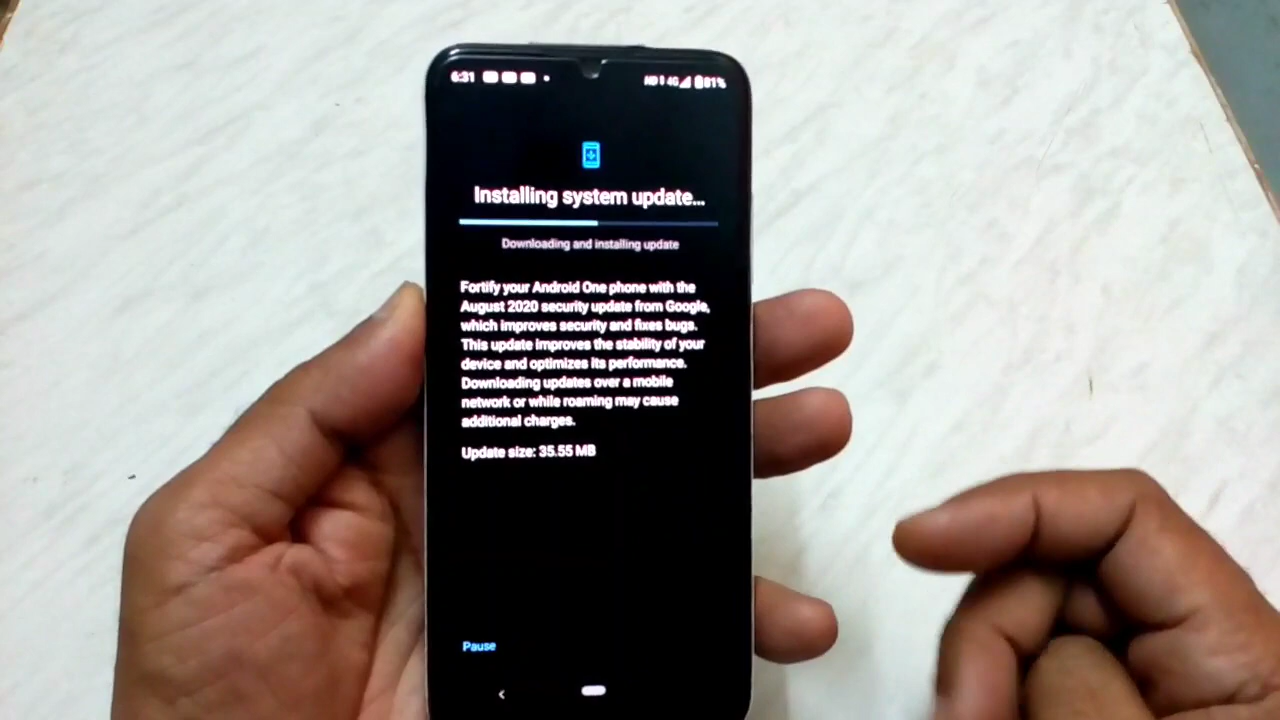 6:31 HD 4G 81%
Installing system update...
Downloading and installing update
Fortify your Android One phone with the
August 2020 security update from Google,
which improves security and fixes bugs.
This update improves the stability of your
device and optimizes its performance.
Downloading updates over a mobile
network or while roaming may cause
additional charges.
Update size: 35.55 MB
Pause